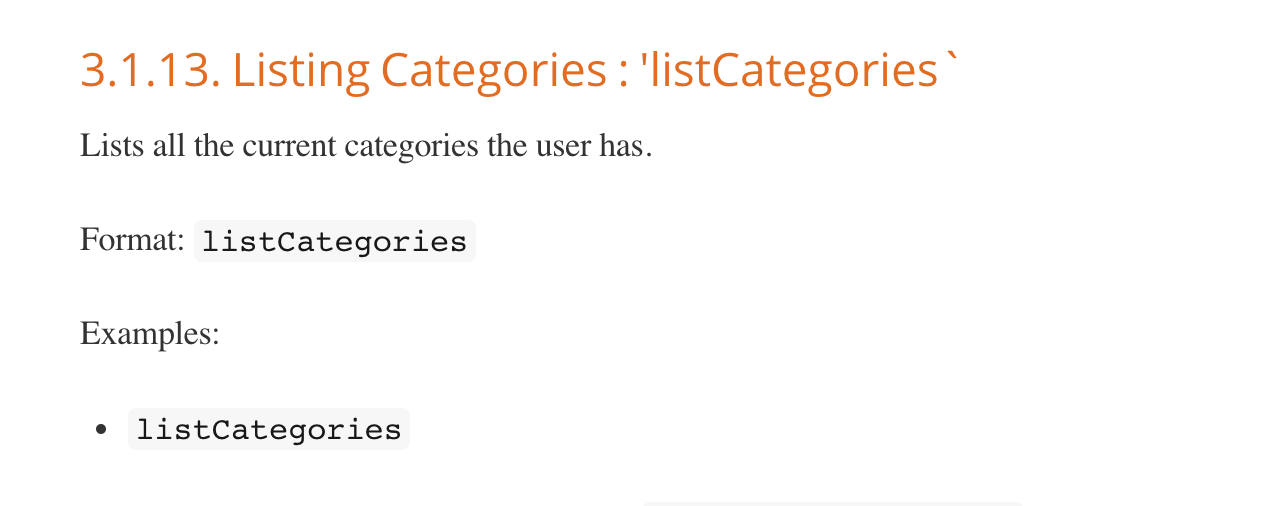 3.1.13. Listing Categories : 'listCategories `
Lists all the current categories the user has.
Format: listCategories
Examples:
• listCategories